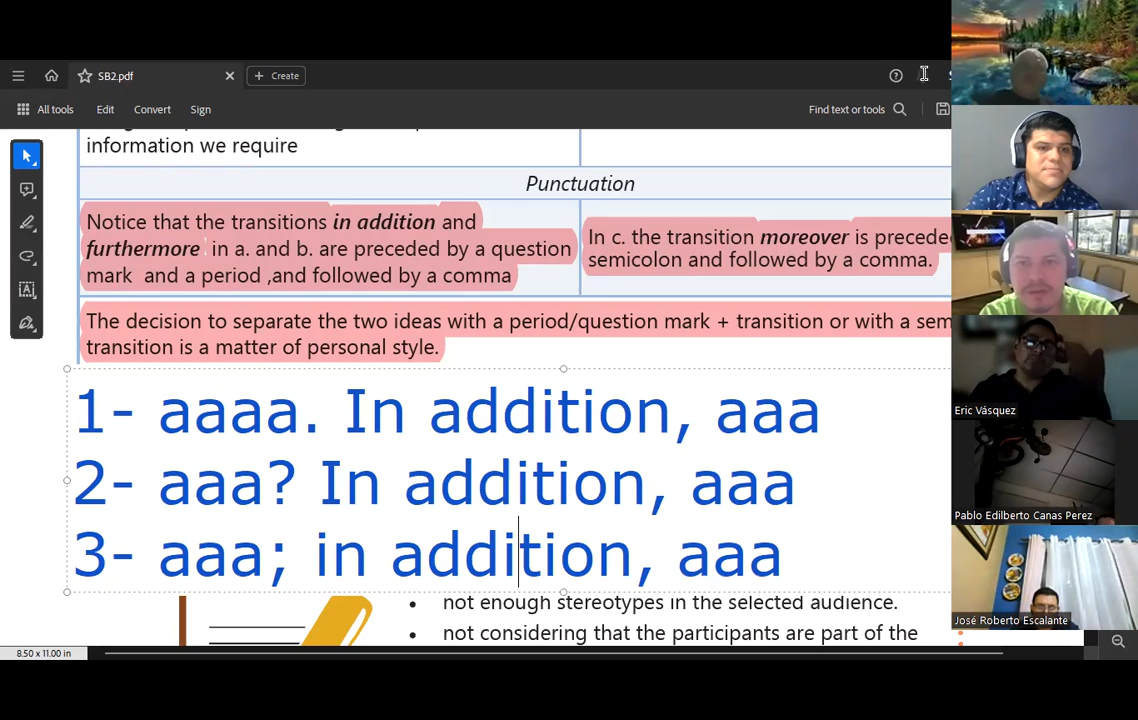 SB2.pdf
Create
All tools
Edit
Convert
Sign
Find text or tools
information we require
Punctuation
Notice that the transitions in addition and
furthermore in a. and b. are preceded by a question
mark and a period ,and followed by a comma
In c. the transition moreover is precede
semicolon and followed by a comma.
The decision to separate the two ideas with a period/question mark + transition or with a sem
transition is a matter of personal style.
1- aaaa. In addition, aaa
2- aaa? In addition, aaa
3- aaa; in addition, aaa
not enough stereotypes in the selected audience.
not considering that the participants are part of the
8.50 x 11.00 in
Eric Vásquez
Pablo Edilberto Canas Perez
José Roberto Escalante